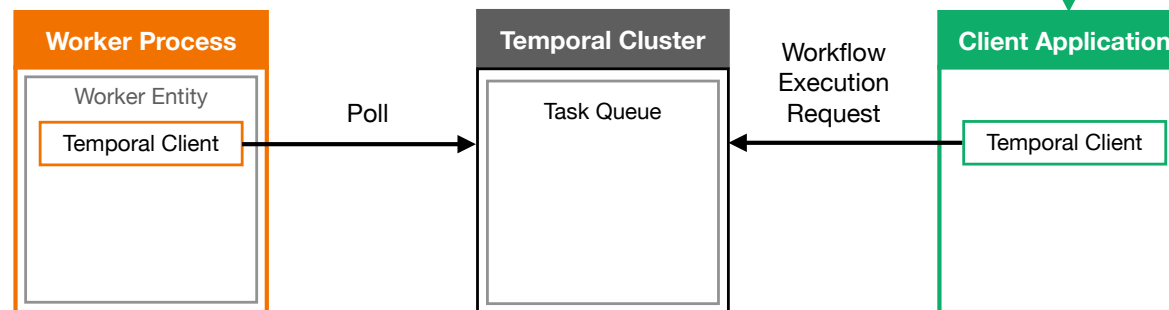 Worker Process
Worker Entity
Temporal Client
Poll
Temporal Cluster
Task Queue
Workflow
Execution
Request
Client Application
Temporal Client